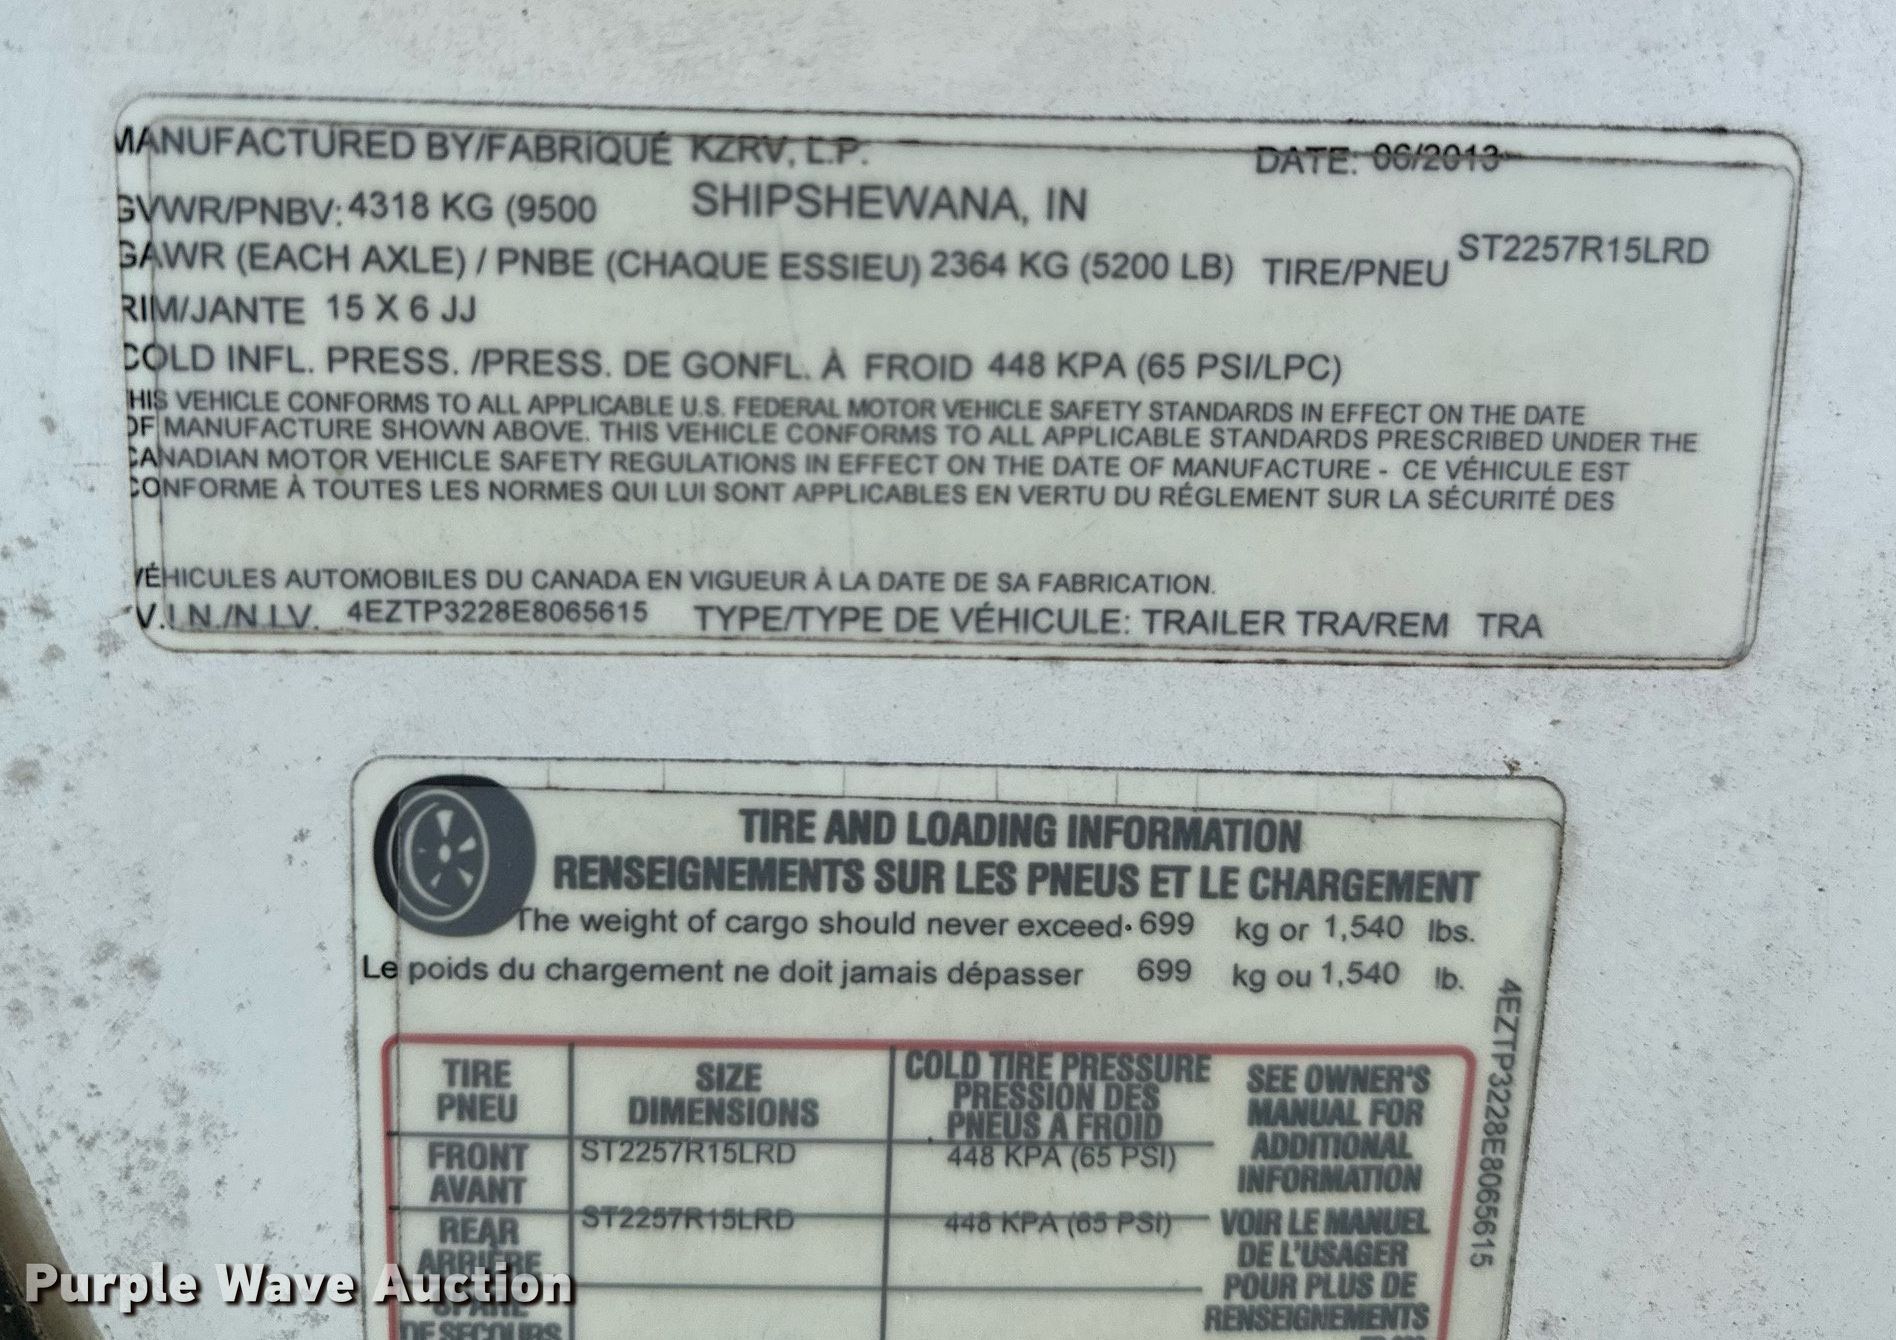 MANUFACTURED BY/FABRIQUÉ KZRV, L.P. DATE: 06/2013
GVWR/PNBV: 4318 KG (9500 SHIPSHEWANA, IN
GAWR (EACH AXLE) / PNBE (CHAQUE ESSIEU) 2364 KG (5200 LB) TIRE/PNEU ST2257R15LRD
RIM/JANTE 15 X 6 JJ
COLD INFL. PRESS. /PRESS. DE GONFL. À FROID 448 KPA (65 PSI/LPC)
THIS VEHICLE CONFORMS TO ALL APPLICABLE U.S. FEDERAL MOTOR VEHICLE SAFETY STANDARDS IN EFFECT ON THE DATE
OF MANUFACTURE SHOWN ABOVE. THIS VEHICLE CONFORMS TO ALL APPLICABLE STANDARDS PRESCRIBED UNDER THE
CANADIAN MOTOR VEHICLE SAFETY REGULATIONS IN EFFECT ON THE DATE OF MANUFACTURE - CE VÉHICULE EST
CONFORME À TOUTES LES NORMES QUI LUI SONT APPLICABLES EN VERTU DU RÉGLEMENT SUR LA SÉCURITÉ DES
VÉHICULES AUTOMOBILES DU CANADA EN VIGUEUR À LA DATE DE SA FABRICATION.
V.I.N./N.I.V. 4EZTP3228E8065615 TYPE/TYPE DE VÉHICULE: TRAILER TRA/REM TRA
TIRE AND LOADING INFORMATION
RENSEIGNEMENTS SUR LES PNEUS ET LE CHARGEMENT
The weight of cargo should never exceed 699 kg or 1,540 lbs.
Le poids du chargement ne doit jamais dépasser 699 kg ou 1,540 lb.
TIRE
PNEU
SIZE
DIMENSIONS
COLD TIRE PRESSURE
PRESSION DES
PNEUS A FROID
FRONT
AVANT
ST2257R15LRD
448 KPA (65 PSI)
REAR
ARRIÈRE
ST2257R15LRD
448 KPA (65 PSI)
SPARE
DE SECOURS
SEE OWNER'S
MANUAL FOR
ADDITIONAL
INFORMATION
VOIR LE MANUEL
DE L'USAGER
POUR PLUS DE
RENSEIGNEMENTS
4EZTP3228E8065615
Purple Wave Auction